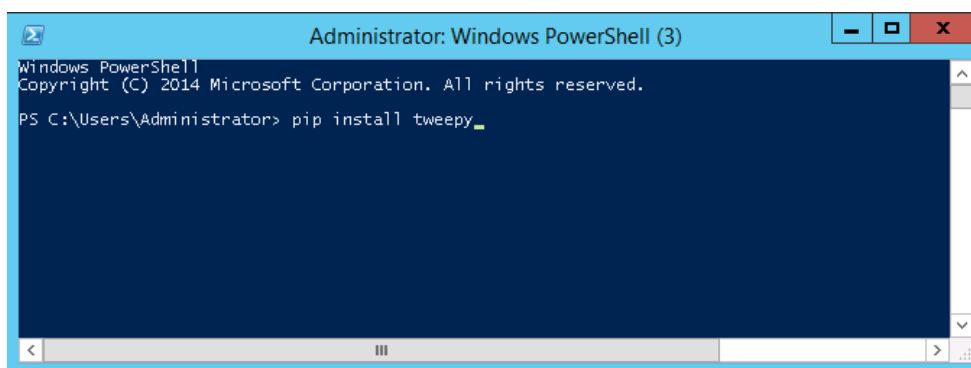 Administrator: Windows PowerShell (3)
Windows PowerShell
Copyright (C) 2014 Microsoft Corporation. All rights reserved.
PS C:\Users\Administrator> pip install tweepy